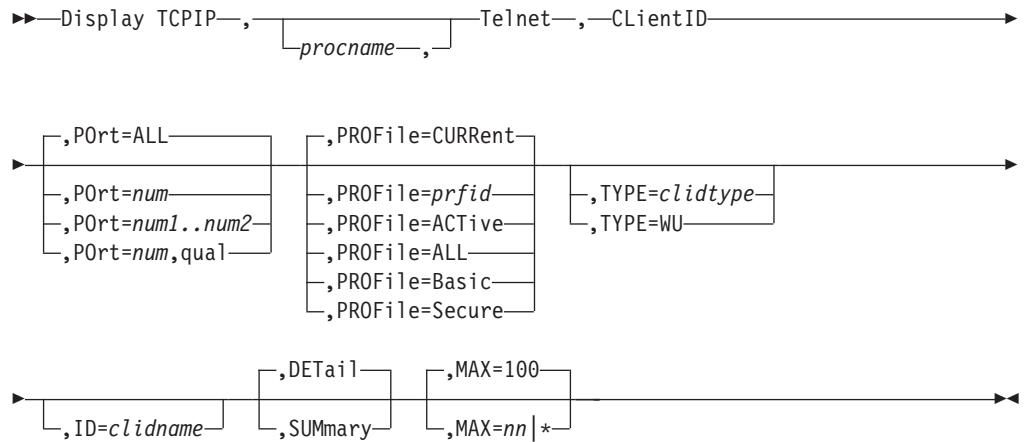 Display TCPIP , Telnet , CLientID
procname ,
,POrt=ALL ,PROFile=CURRent
,POrt=num ,PROFile=prfid ,TYPE=clidtype
,POrt=num1..num2 ,PROFile=ACTive ,TYPE=WU
,POrt=num,qual ,PROFile=ALL
,PROFile=Basic
,PROFile=Secure
,DETail ,MAX=100
,ID=clidname ,SUMmary ,MAX=nn|*